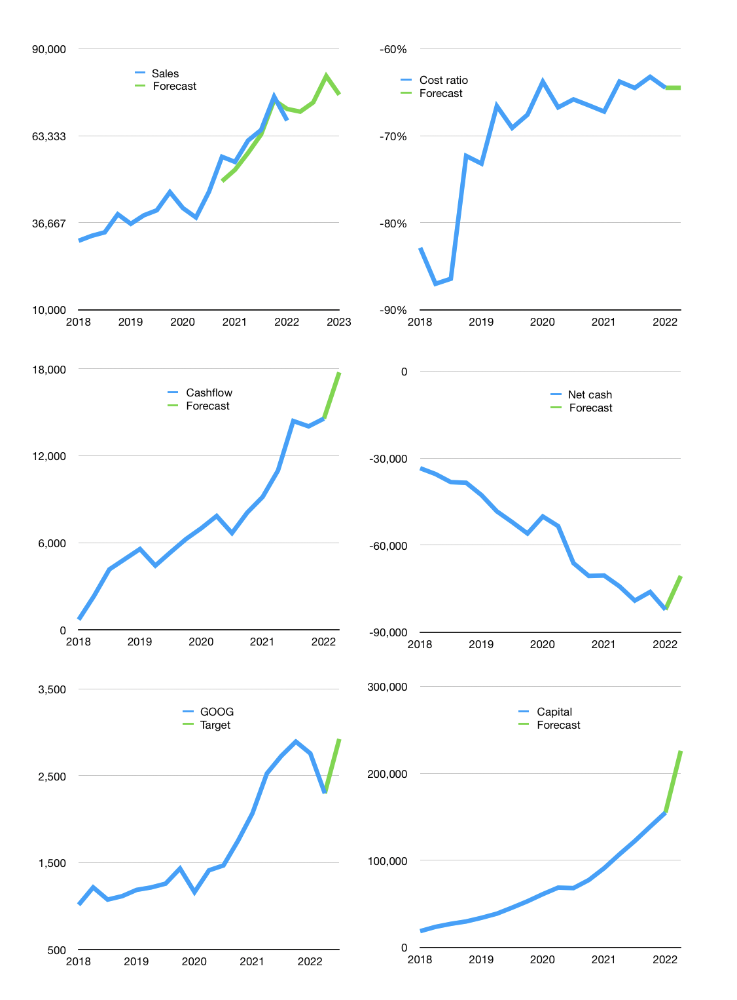 90,000
Sales
Forecast
63,333
36,667
10,000
2018 2019 2020 2021 2022 2023
-60%
Cost ratio
Forecast
-70%
-80%
-90%
2018 2019 2020 2021 2022
18,000
Cashflow
Forecast
12,000
6,000
0
2018 2019 2020 2021 2022
0
Net cash
Forecast
-30,000
-60,000
-90,000
2018 2019 2020 2021 2022
3,500
GOOG
Target
2,500
1,500
500
2018 2019 2020 2021 2022
300,000
Capital
Forecast
200,000
100,000
0
2018 2019 2020 2021 2022